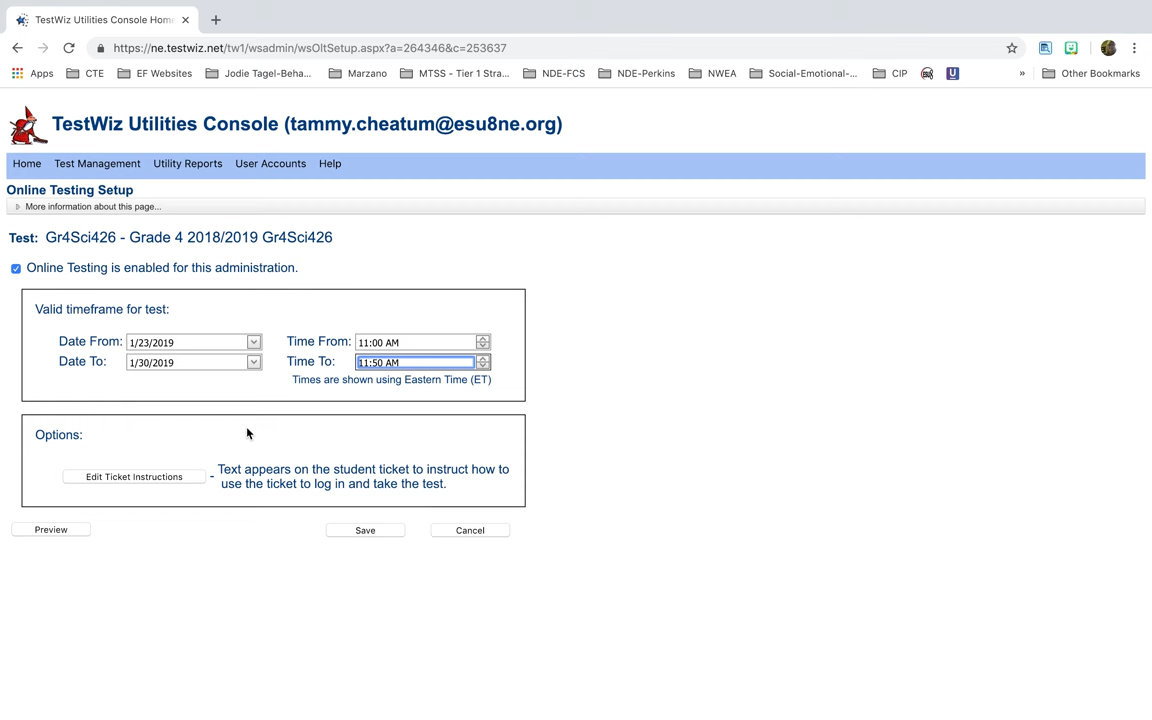 TestWiz Utilities Console Home
https://ne.testwiz.net/tw1/wsadmin/wsOltSetup.aspx?a=264346&c=253637
Apps CTE EF Websites Jodie Tagel-Beha... Marzano MTSS - Tier 1 Stra... NDE-FCS NDE-Perkins NWEA Social-Emotional-... CIP U » Other Bookmarks
TestWiz Utilities Console (tammy.cheatum@esu8ne.org)
Home Test Management Utility Reports User Accounts Help
Online Testing Setup
More information about this page...
Test: Gr4Sci426 - Grade 4 2018/2019 Gr4Sci426
Online Testing is enabled for this administration.
Valid timeframe for test:
Date From: 1/23/2019 Time From: 11:00 AM
Date To: 1/30/2019 Time To: 11:50 AM
Times are shown using Eastern Time (ET)
Options:
Edit Ticket Instructions - Text appears on the student ticket to instruct how to
use the ticket to log in and take the test.
Preview Save Cancel